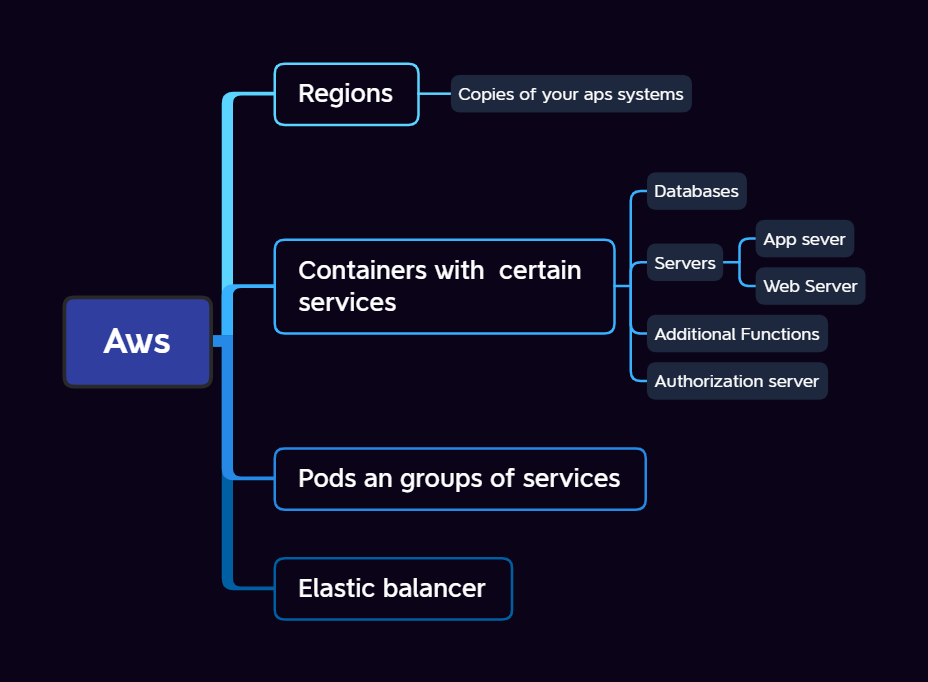 Regions
Copies of your aps systems
Databases
App sever
Containers with  certain
services
Servers
Web Server
Aws
Additional Functions
Authorization server
Pods an groups of services
Elastic balancer